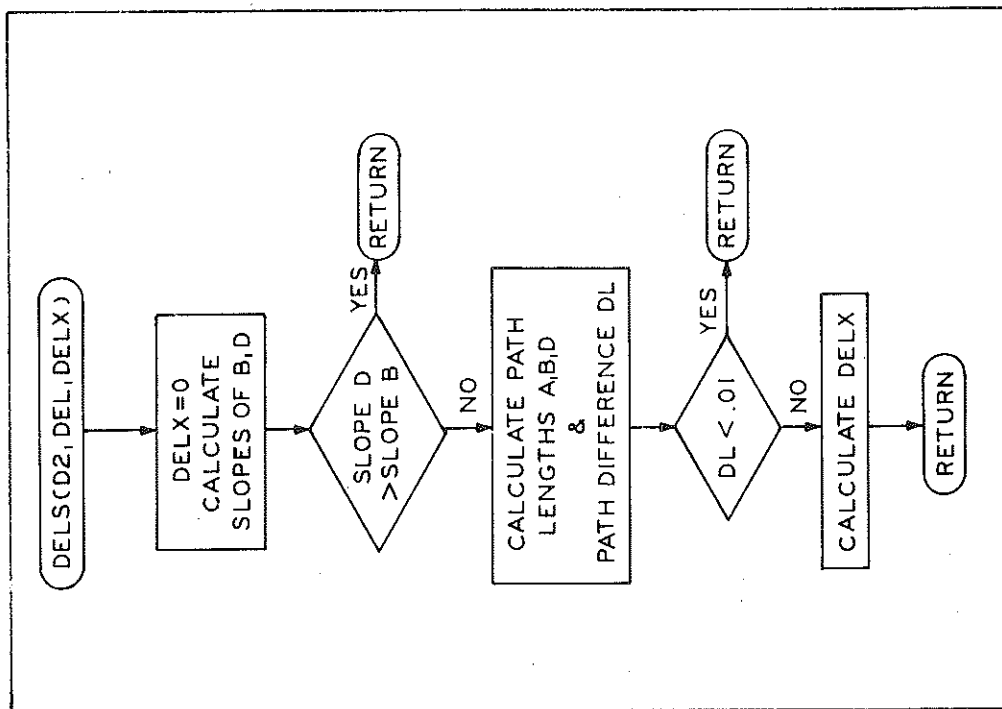 DELS(D2, DEL, DELX)
DELX=0
CALCULATE
SLOPES OF B,D
SLOPE D
>SLOPE B
YES
RETURN
NO
CALCULATE PATH
LENGTHS A,B,D
&
PATH DIFFERENCE DL
DL < .01
YES
RETURN
NO
CALCULATE DELX
RETURN